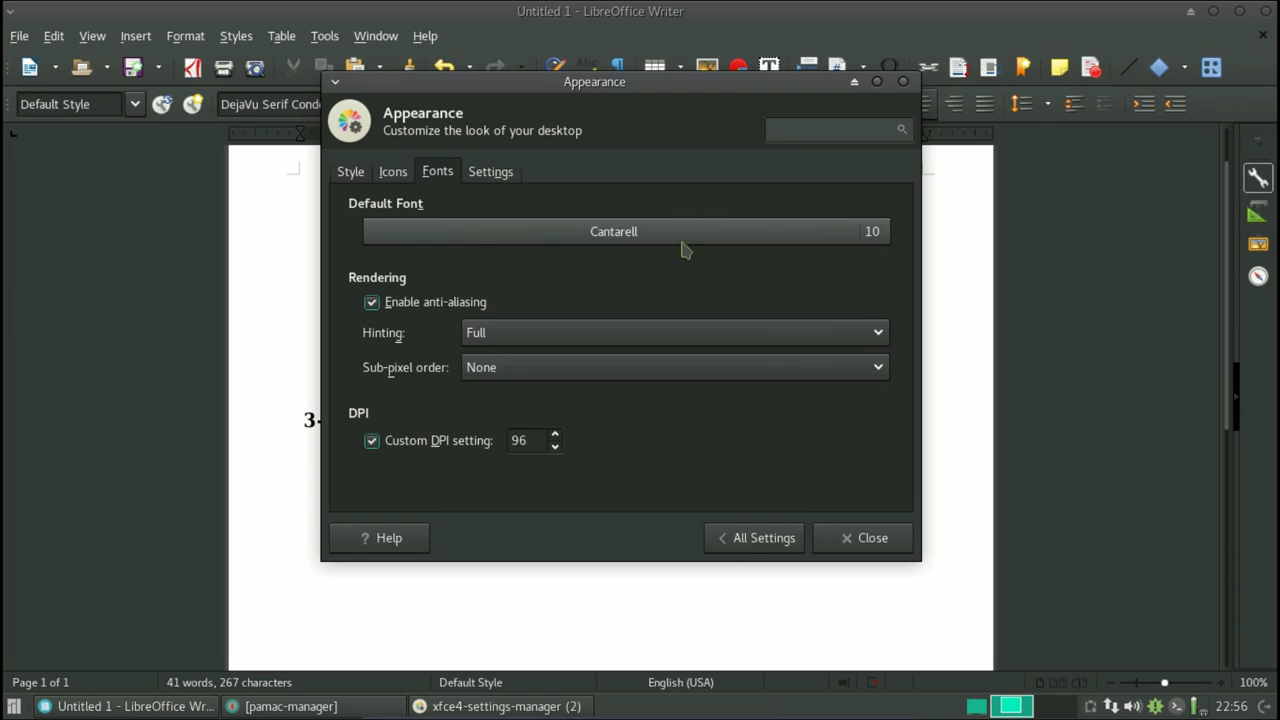 Untitled 1 - LibreOffice Writer
File Edit View Insert Format Styles Table Tools Window Help
Default Style
DejaVu Serif Conde
Appearance
Appearance
Customize the look of your desktop
Style Icons Fonts Settings
Default Font
Cantarell 10
Rendering
Enable anti-aliasing
Hinting: Full
Sub-pixel order: None
DPI
Custom DPI setting: 96
3-
? Help All Settings Close
Page 1 of 1 41 words, 267 characters Default Style English (USA) 100%
Untitled 1 - LibreOffice Wr... [pamac-manager] xfce4-settings-manager (2) 22:56